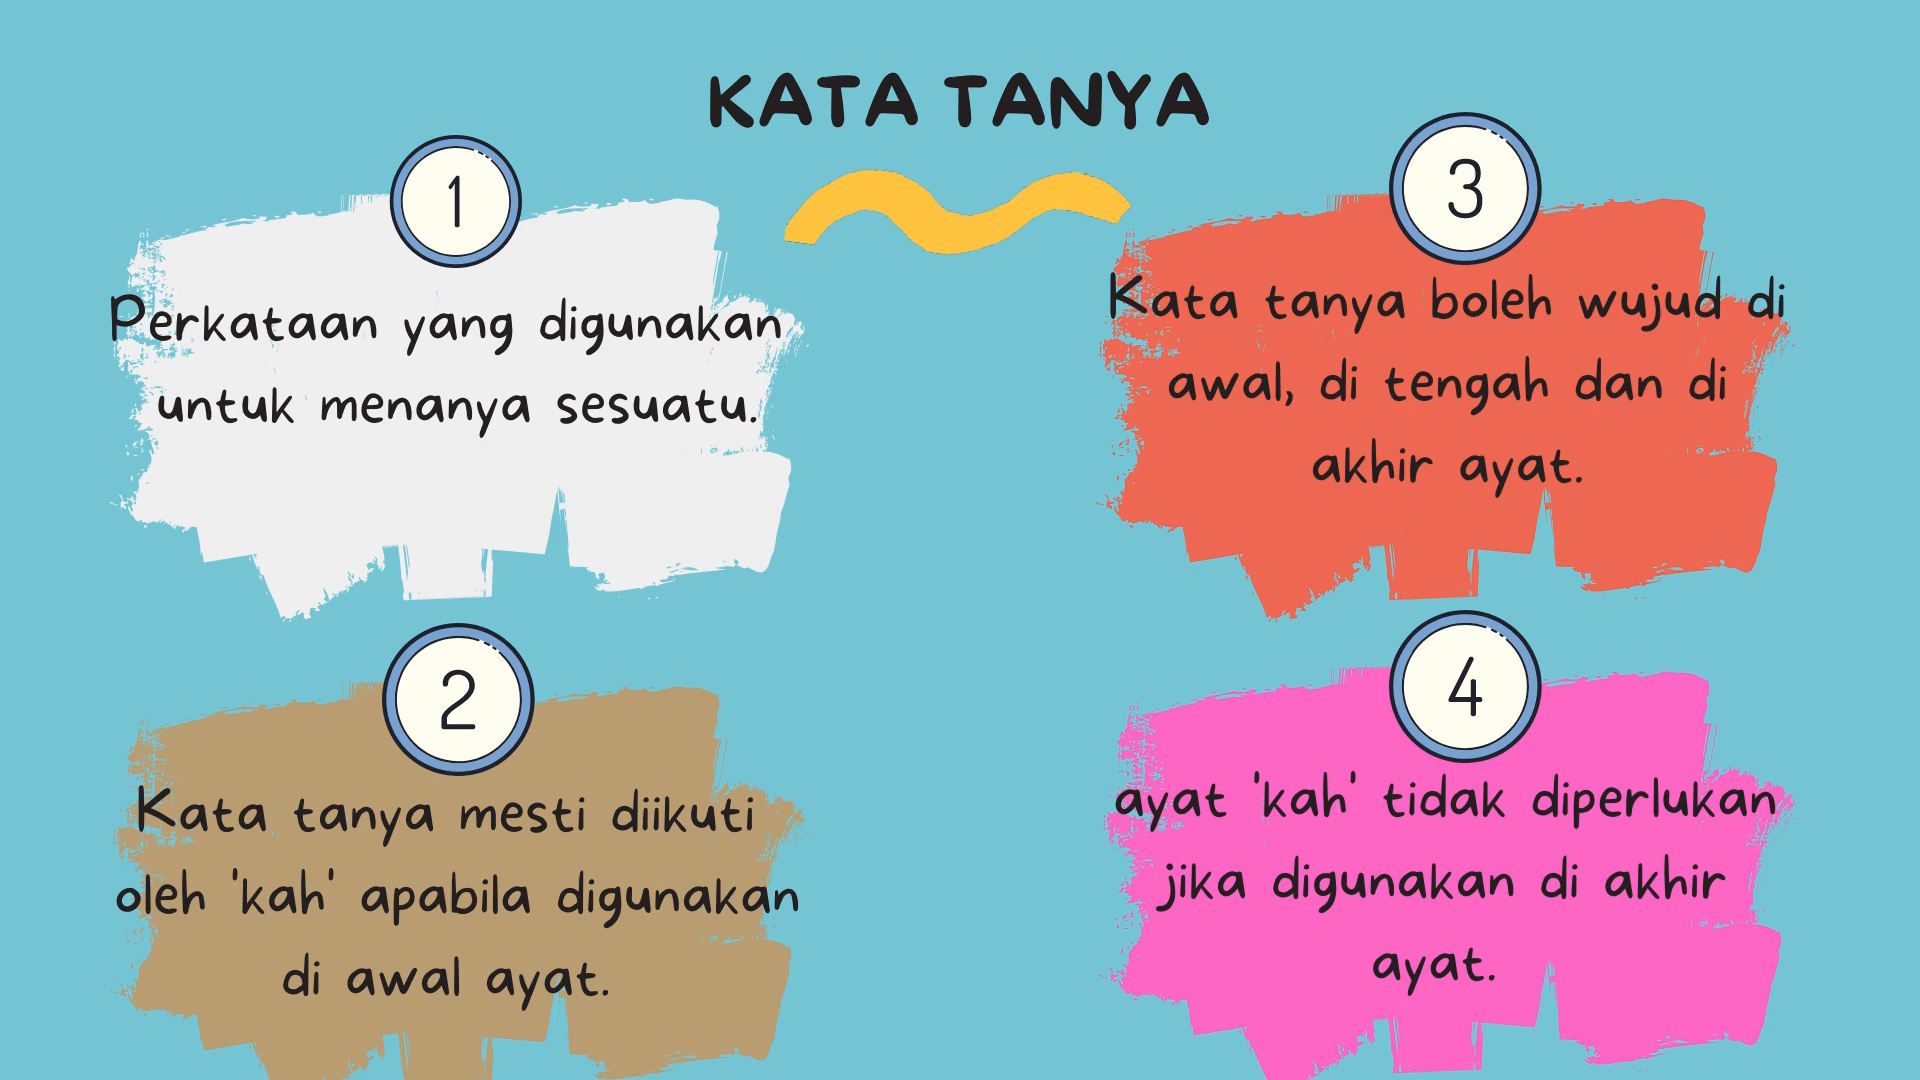 KATA TANYA
1
Perkataan yang digunakan
untuk menanya sesuatu.
2
Kata tanya mesti diikuti
oleh 'kah' apabila digunakan
di awal ayat.
3
Kata tanya boleh wujud di
awal, di tengah dan di
akhir ayat.
4
ayat 'kah' tidak diperlukan
jika digunakan di akhir
ayat.